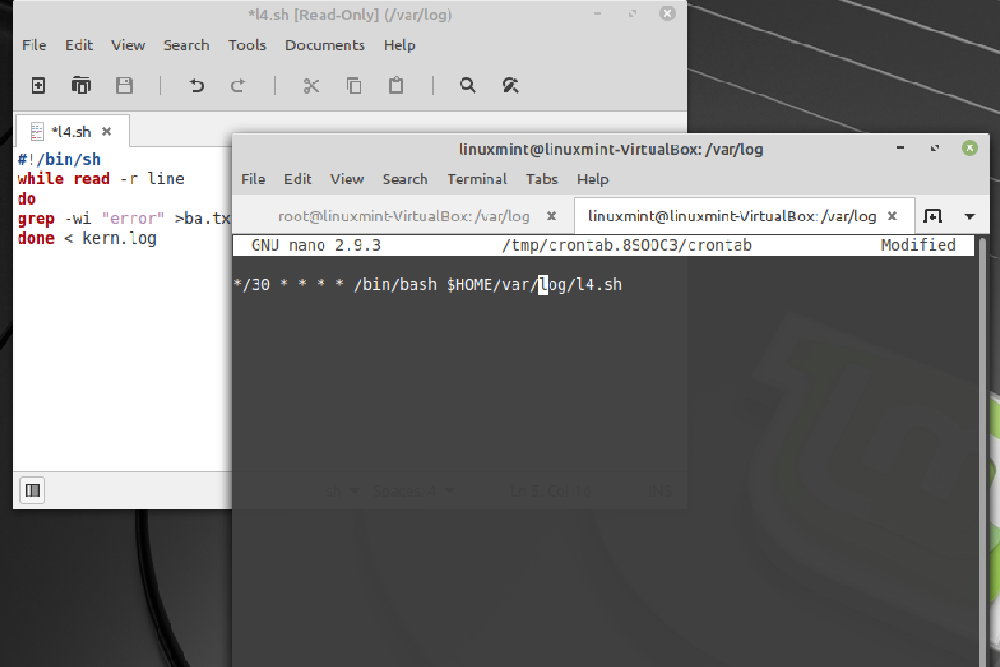 *l4.sh [Read-Only] (/var/log)
File Edit View Search Tools Documents Help
*l4.sh
#!/bin/sh
while read -r line
do
grep -wi "error" >ba.tx
done < kern.log
sh Spaces: 4 Ln 5, Col 16 INS
linuxmint@linuxmint-VirtualBox: /var/log
File Edit View Search Terminal Tabs Help
root@linuxmint-VirtualBox: /var/log linuxmint@linuxmint-VirtualBox: /var/log
GNU nano 2.9.3 /tmp/crontab.8SOOC3/crontab Modified
*/30 * * * * /bin/bash $HOME/var/log/l4.sh